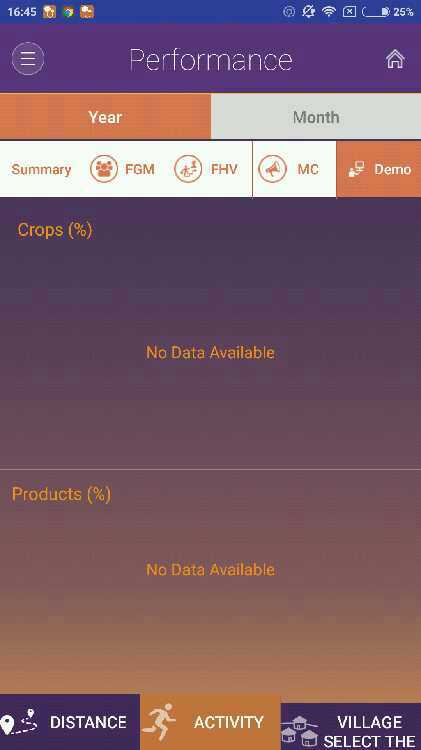 16:45 25%
Performance
Year Month
Summary FGM FHV MC Demo
Crops (%)
No Data Available
Products (%)
No Data Available
DISTANCE ACTIVITY VILLAGE
SELECT THE